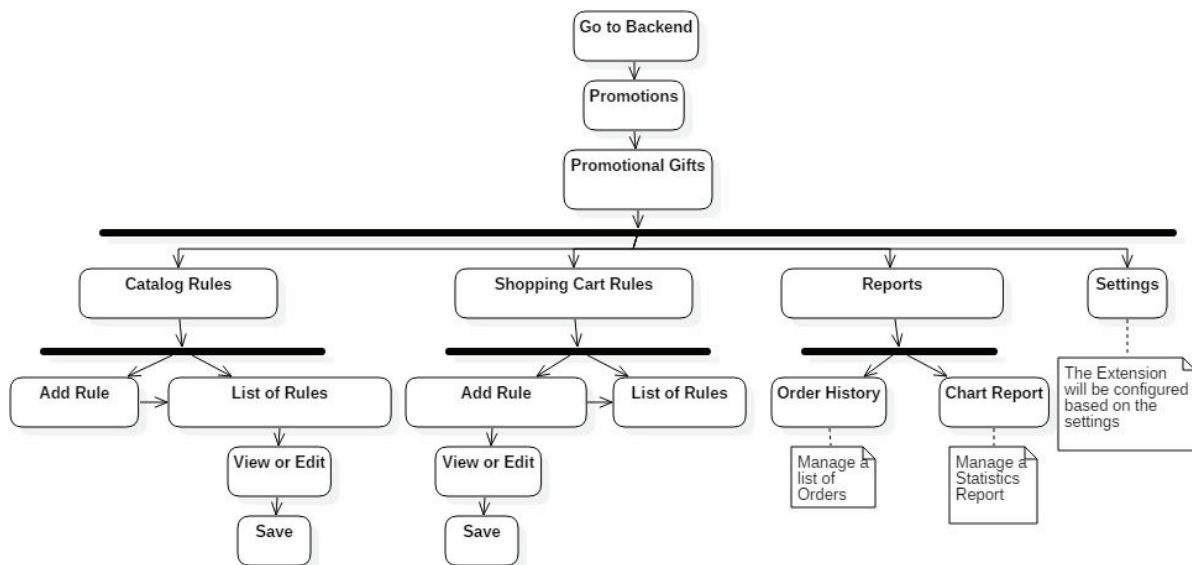 Go to Backend
Promotions
Promotional Gifts
Catalog Rules
Shopping Cart Rules
Reports
Settings
Add Rule
List of Rules
Add Rule
List of Rules
Order History
Chart Report
The Extension
will be configured
based on the
settings
View or Edit
View or Edit
Manage a
list of
Orders
Manage a
Statistics
Report
Save
Save